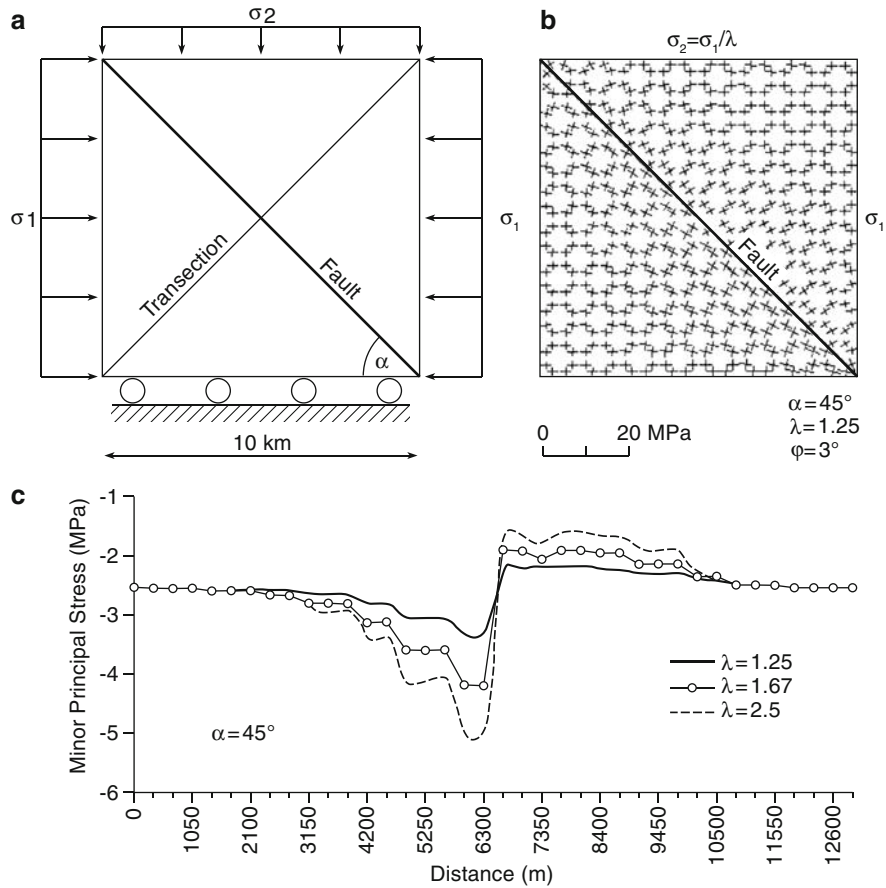 a
σ2
σ1
Transection
Fault
α
10 km
b
σ₂=σ₁/λ
σ₁
σ₁
Fault
0 20 MPa
α=45°
λ=1.25
φ=3°
c
Minor Principal Stress (MPa)
-1
-2
-3
-4
-5
-6
α=45°
λ=1.25
λ=1.67
λ=2.5
0 1050 2100 3150 4200 5250 6300 7350 8400 9450 10500 11550 12600
Distance (m)